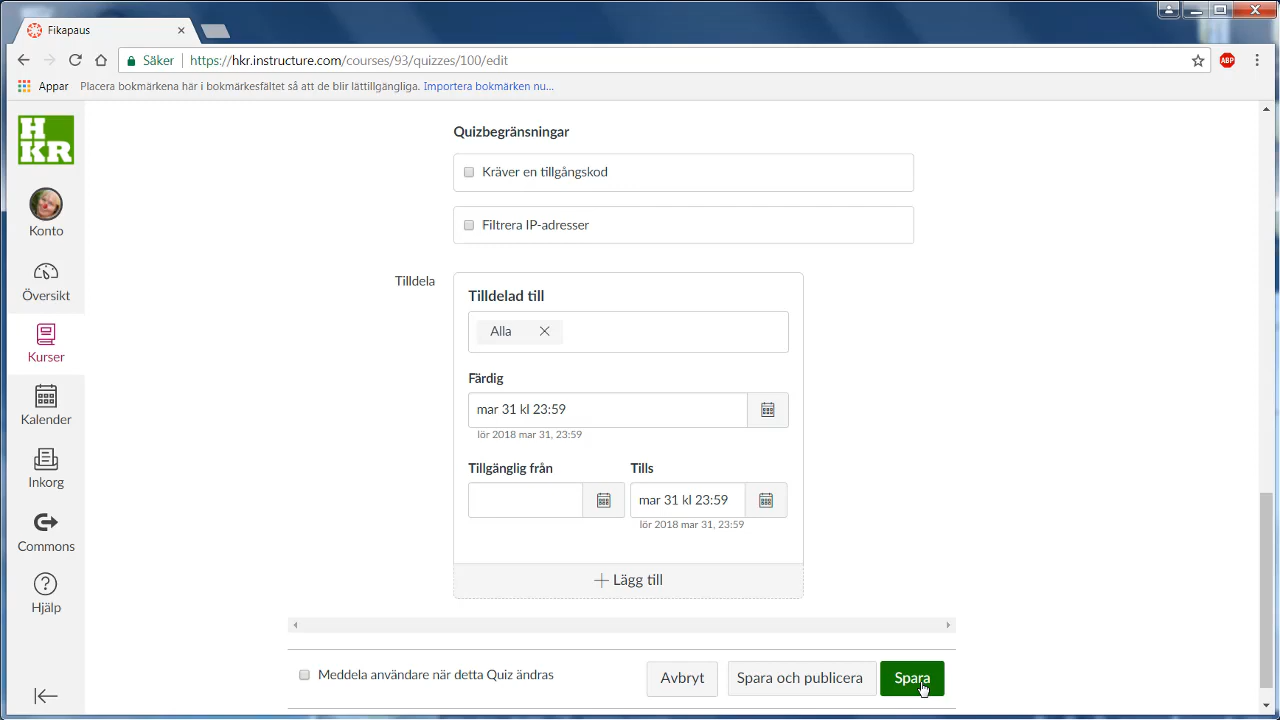 Fikapaus
Säker https://hkr.instructure.com/courses/93/quizzes/100/edit
ABP
Appar Placera bokmärkena här i bokmärkesfältet så att de blir lättillgängliga. Importera bokmärken nu...
H
KR
Konto
Översikt
Kurser
Kalender
Inkorg
Commons
Hjälp
Quizbegränsningar
Kräver en tillgångskod
Filtrera IP-adresser
Tilldela
Tilldelad till
Alla
Färdig
mar 31 kl 23:59
lör 2018 mar 31, 23:59
Tillgänglig från Tills
mar 31 kl 23:59
lör 2018 mar 31, 23:59
Lägg till
Meddela användare när detta Quiz ändras Avbryt Spara och publicera Spara